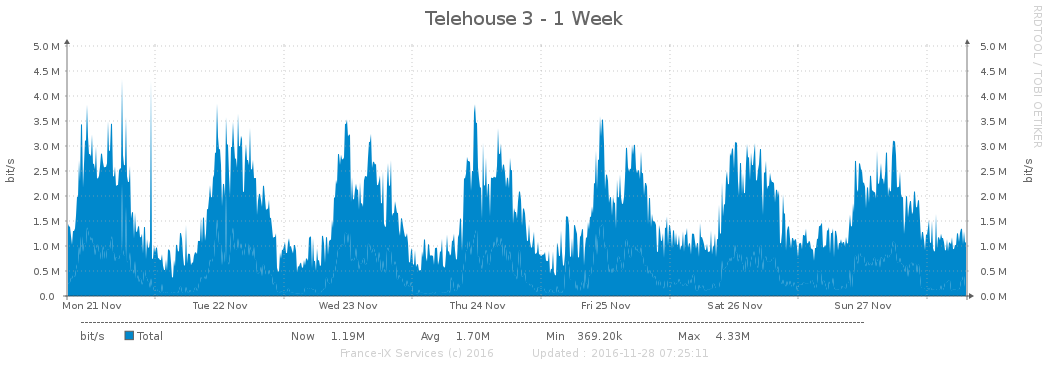 Telehouse 3 - 1 Week
RRDTOOL / TOBI OETIKER
bit/s
5.0 M
4.5 M
4.0 M
3.5 M
3.0 M
2.5 M
2.0 M
1.5 M
1.0 M
0.5 M
0.0
5.0 M
4.5 M
4.0 M
3.5 M
3.0 M
2.5 M
2.0 M
1.5 M
1.0 M
0.5 M
0.0 M
bit/s
Mon 21 Nov Tue 22 Nov Wed 23 Nov Thu 24 Nov Fri 25 Nov Sat 26 Nov Sun 27 Nov
bit/s Total Now 1.19M Avg 1.70M Min 369.20k Max 4.33M
France-IX Services (c) 2016 Updated : 2016-11-28 07:25:11